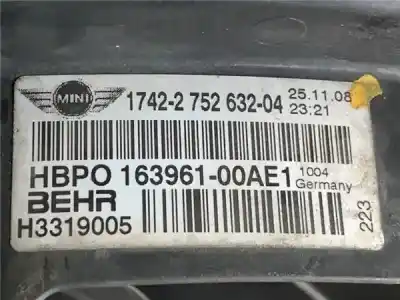 MINI 1742-2 752 632-04 25.11.08
23:21
HBPO 163961-00AE1 1004
Germany
BEHR
H3319005
223